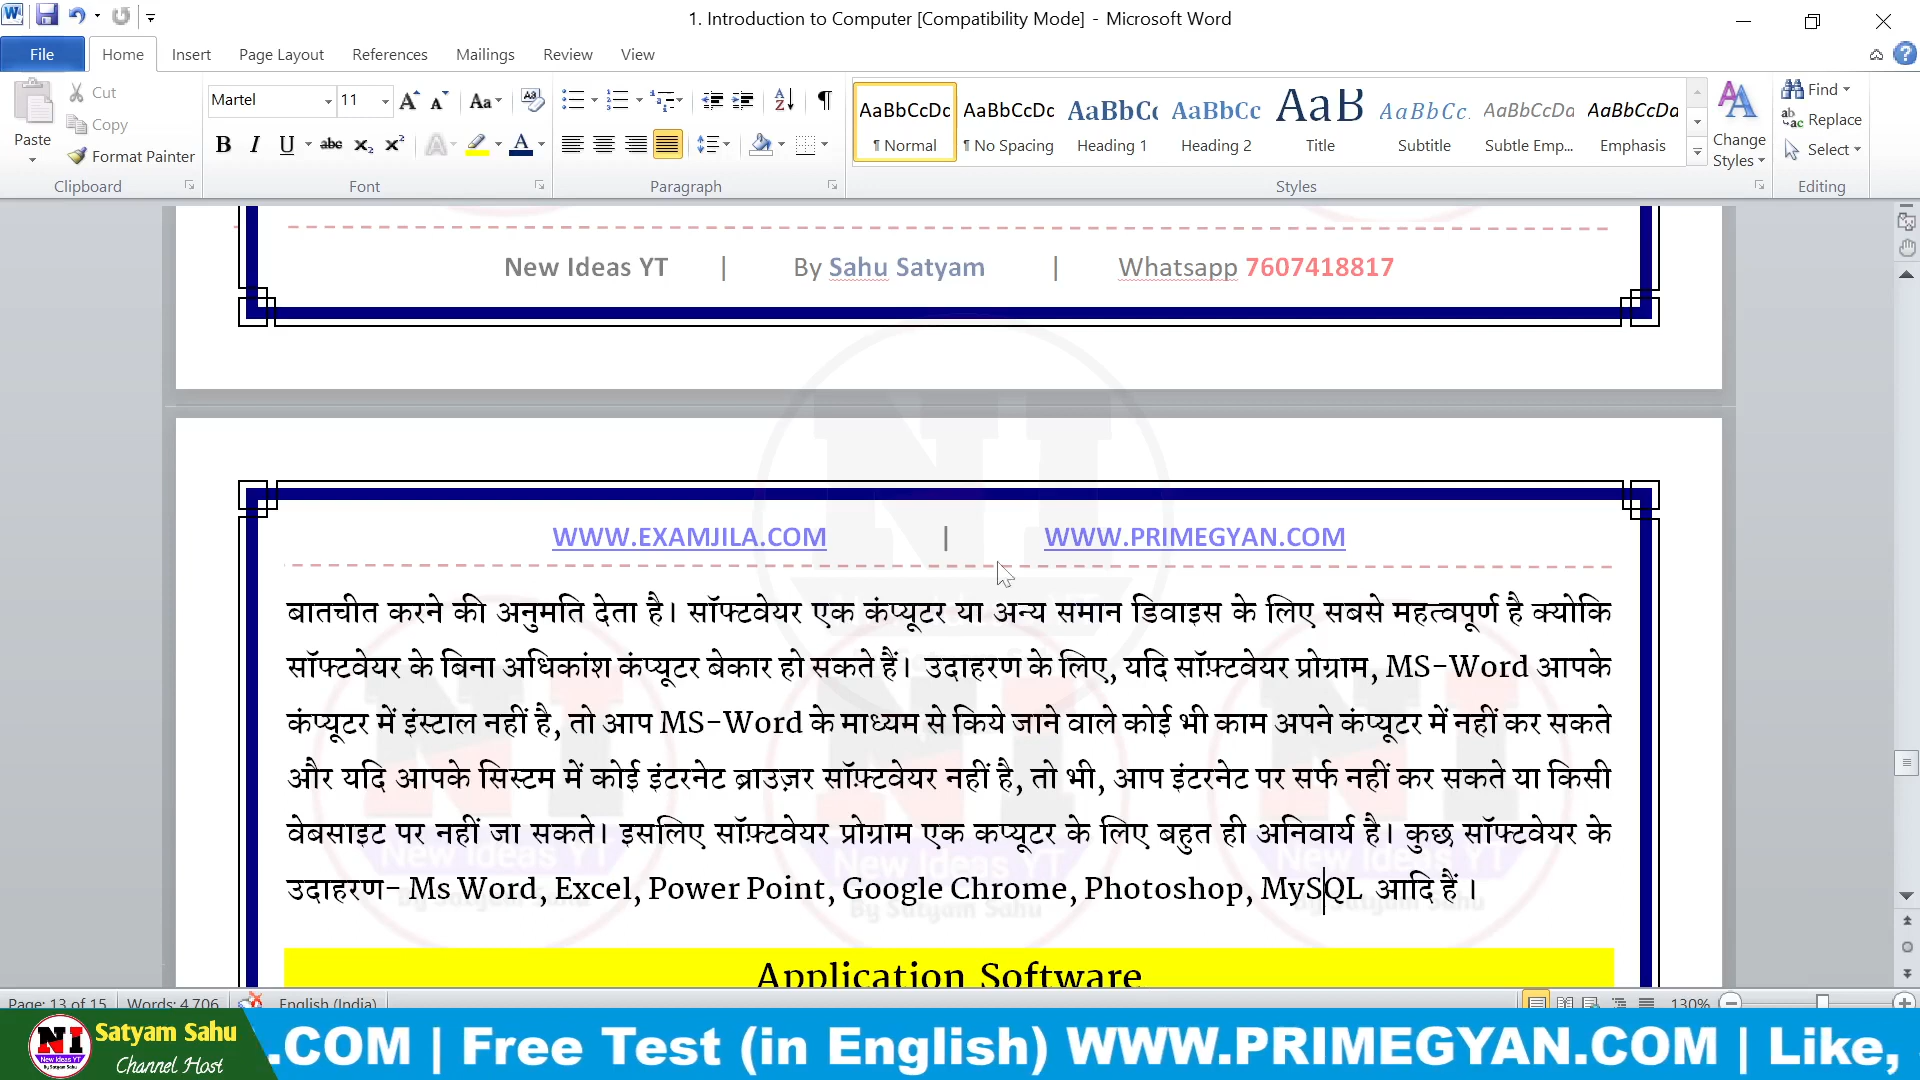 1. Introduction to Computer [Compatibility Mode] - Microsoft Word
File Home Insert Page Layout References Mailings Review View
Cut
Copy
Format Painter
Paste
Clipboard
Martel 11
Font
Paragraph
AaBbCcDc AaBbCcDc AaBbC AaBbCc AaB AaBbCc. AaBbCcDa AaBbCcDa
¶ Normal ¶ No Spacing Heading 1 Heading 2 Title Subtitle Subtle Emp... Emphasis
Styles
Change Styles
Find
Replace
Select
Editing
New Ideas YT | By Sahu Satyam | Whatsapp 7607418817
WWW.EXAMJILA.COM | WWW.PRIMEGYAN.COM
बातचीत करने की अनुमति देता है। सॉफ्टवेयर एक कंप्यूटर या अन्य समान डिवाइस के लिए सबसे महत्वपूर्ण है क्योकि
सॉफ्टवेयर के बिना अधिकांश कंप्यूटर बेकार हो सकते हैं। उदाहरण के लिए, यदि सॉफ़्टवेयर प्रोग्राम, MS-Word आपके
कंप्यूटर में इंस्टाल नहीं है, तो आप MS-Word के माध्यम से किये जाने वाले कोई भी काम अपने कंप्यूटर में नहीं कर सकते
और यदि आपके सिस्टम में कोई इंटरनेट ब्राउज़र सॉफ़्टवेयर नहीं है, तो भी, आप इंटरनेट पर सर्फ नहीं कर सकते या किसी
वेबसाइट पर नहीं जा सकते। इसलिए सॉफ़्टवेयर प्रोग्राम एक कप्यूटर के लिए बहुत ही अनिवार्य है। कुछ सॉफ्टवेयर के
उदाहरण- Ms Word, Excel, Power Point, Google Chrome, Photoshop, MySQL आदि हैं ।
Application Software
Page: 13 of 15 Words: 4,706 English (India) 130%
Satyam Sahu
Channel Host
.COM | Free Test (in English) WWW.PRIMEGYAN.COM | Like,